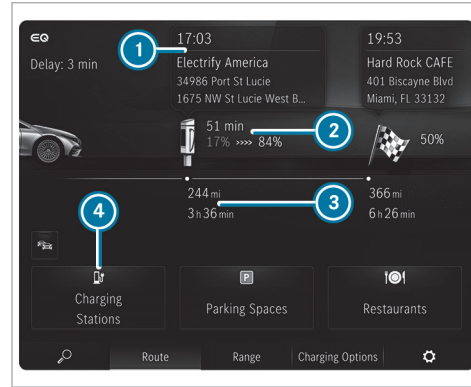 EQ
Delay: 3 min
17:03
Electrify America
34986 Port St Lucie
1675 NW St Lucie West B...
19:53
Hard Rock CAFE
401 Biscayne Blvd
Miami, FL 33132
1
51 min
17% »»» 84%
2
50%
244 mi
3 h 36 min
3
366 mi
6 h 26 min
4
Charging
Stations
P
Parking Spaces
Restaurants
Route
Range
Charging Options